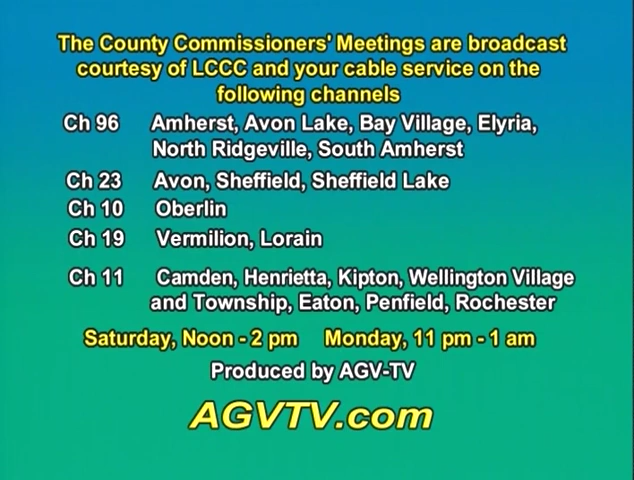 The County Commissioners' Meetings are broadcast
courtesy of LCCC and your cable service on the
following channels
Ch 96 Amherst, Avon Lake, Bay Village, Elyria,
North Ridgeville, South Amherst
Ch 23 Avon, Sheffield, Sheffield Lake
Ch 10 Oberlin
Ch 19 Vermilion, Lorain
Ch 11 Camden, Henrietta, Kipton, Wellington Village
and Township, Eaton, Penfield, Rochester
Saturday, Noon - 2 pm Monday, 11 pm - 1 am
Produced by AGV-TV
AGVTV.com